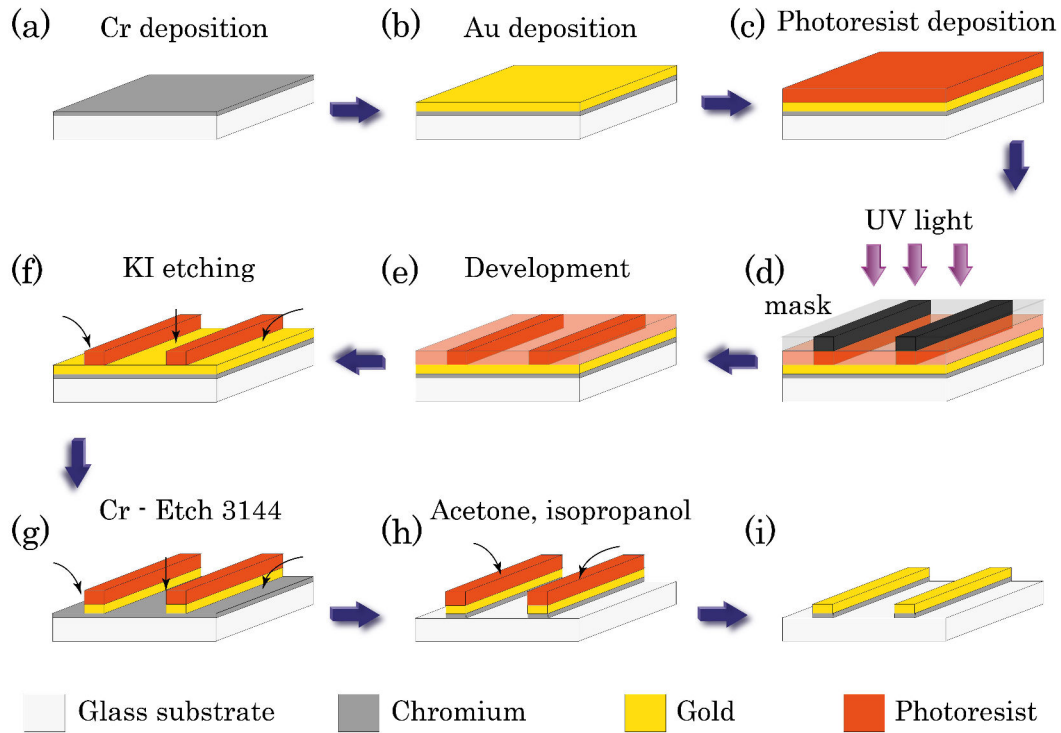 (a) Cr deposition
(b) Au deposition
(c) Photoresist deposition
UV light
(d)
mask
(e) Development
(f) KI etching
(g) Cr - Etch 3144
(h) Acetone, isopropanol
(i)
Glass substrate
Chromium
Gold
Photoresist